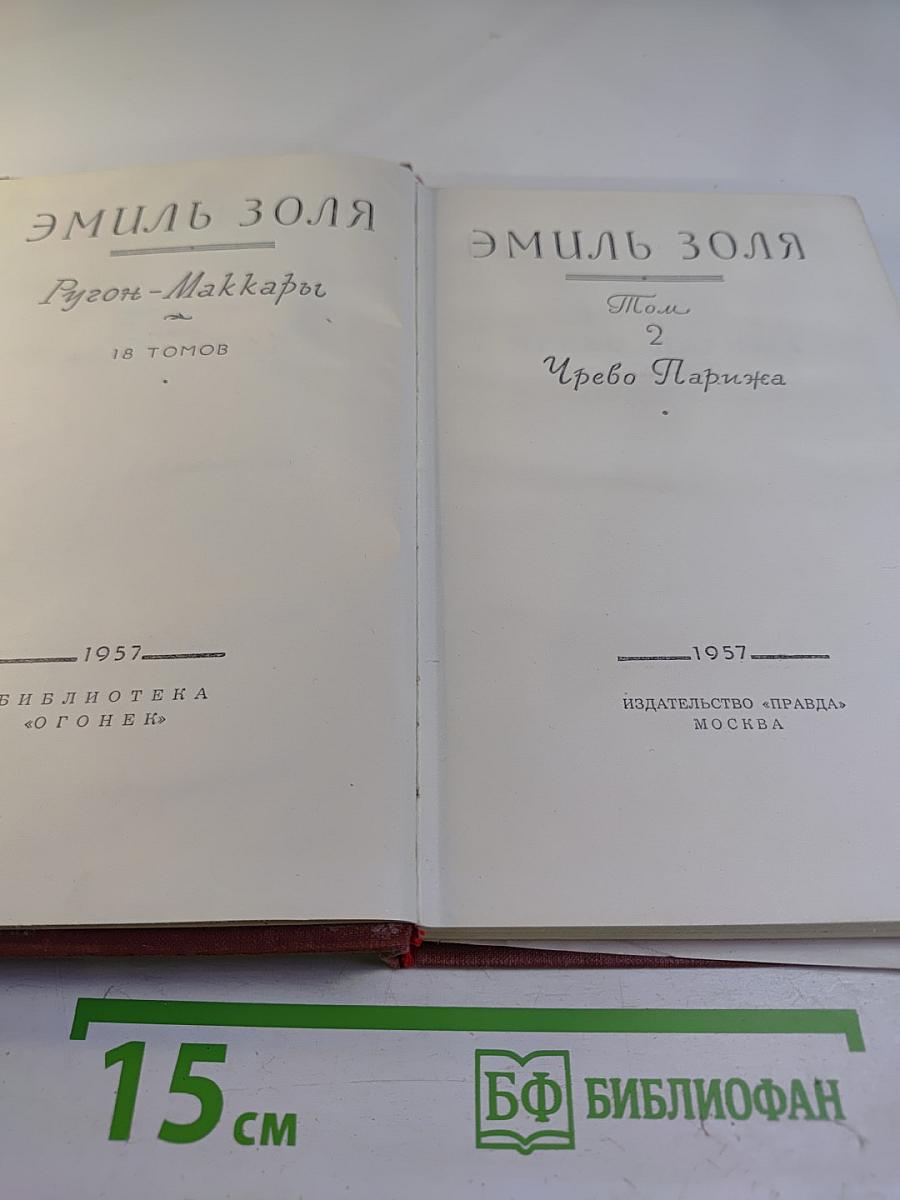 ЭМИЛЬ ЗОЛЯ
Ругон-Маккары
18 ТОМОВ
1957
БИБЛИОТЕКА
«ОГОНЕК»
ЭМИЛЬ ЗОЛЯ
Том
2
Чрево Парижа
1957
ИЗДАТЕЛЬСТВО «ПРАВДА»
МОСКВА
15 см
БФ БИБЛИОФАН